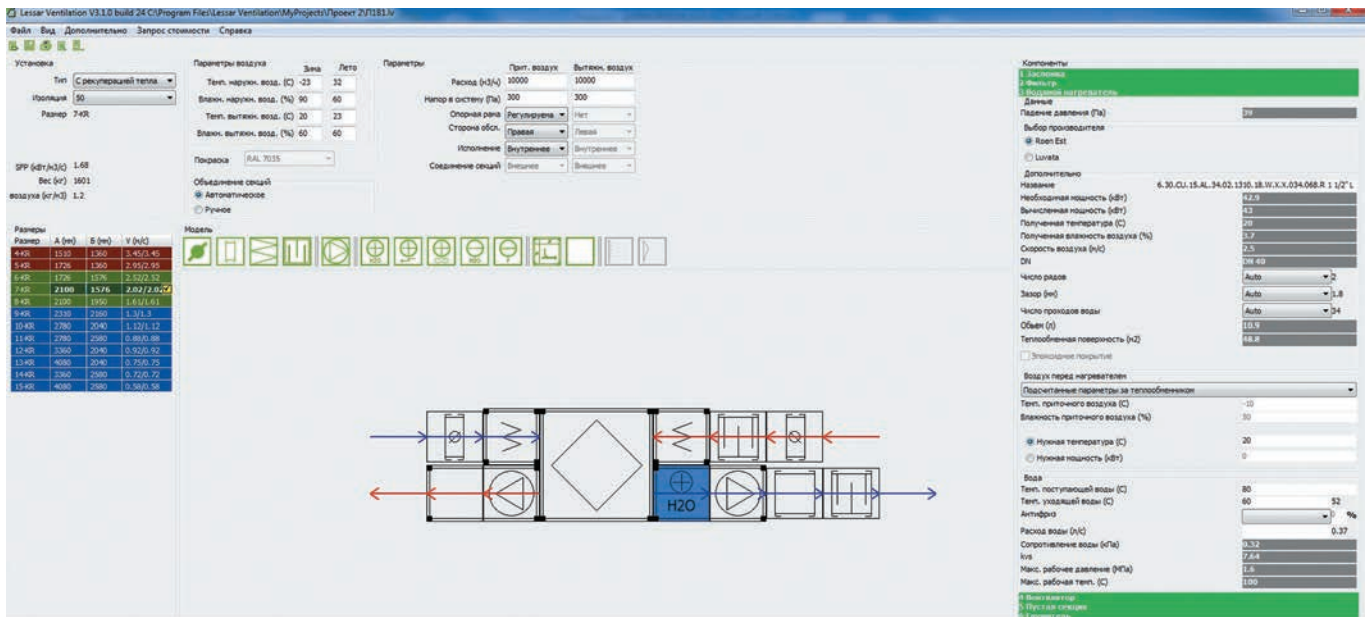 Lessar Ventilation V3.1.0 build 24 C:\Program Files\Lessar Ventilation\MyProjects\Проект 2\П1В1.lv
Файл Вид Дополнительно Запрос стоимости Справка
Установка
Тип С рекуперацией тепла
Изоляция 50
Размер 7-KR
SFP (кВт/м3/с) 1.68
Вес (кг) 1601
воздуха (кг/м3) 1.2
Параметры воздуха Зима Лето
Темп. наружн. возд. (С) -23 32
Влажн. наружн. возд. (%) 90 60
Темп. вытяжн. возд. (С) 20 23
Влажн. вытяжн. возд. (%) 60 60
Покраска RAL 7035
Объединение секций
Автоматическое
Ручное
Параметры Прит. воздух Вытяжн. воздух
Расход (м3/ч) 10000 10000
Напор в систему (Па) 300 300
Опорная рама Регулируема Нет
Сторона обсл. Правая Левая
Исполнение Внутреннее Внутреннее
Соединение секций Внешнее Внешнее
Размеры
Размер А (мм) Б (мм) V (м/с)
4-KR 1510 1360 3.45/3.45
5-KR 1726 1360 2.95/2.95
6-KR 1726 1576 2.52/2.52
7-KR 2100 1576 2.02/2.02
8-KR 2100 1950 1.61/1.61
9-KR 2310 2160 1.3/1.3
10-KR 2780 2040 1.12/1.12
11-KR 2780 2580 0.88/0.88
12-KR 3360 2040 0.92/0.92
13-KR 4080 2040 0.75/0.75
14-KR 3360 2580 0.72/0.72
15-KR 4080 2580 0.58/0.58
Модель
H2O
Компоненты
1 Заслонка
2 Фильтр
3 Водяной нагреватель
Данные
Падение давления (Па) 39
Выбор производителя
Roen Est
Luvata
Дополнительно
Название 6.30.CU.15.AL.34.02.1310.18.W.X.X.034.068.R 1 1/2" L
Необходимая мощность (кВт) 42.9
Вычисленная мощность (кВт) 43
Полученная температура (С) 20
Полученная влажность воздуха (%) 3.7
Скорость воздуха (м/с) 2.5
DN DN 40
Число рядов Auto 2
Зазор (мм) Auto 1.8
Число проходов воды Auto 34
Объем (л) 10.9
Теплообменная поверхность (м2) 48.8
Эпоксидное покрытие
Воздух перед нагревателем
Подсчитанные параметры за теплообменником
Темп. приточного воздуха (С) -10
Влажность приточного воздуха (%)
Нужная температура (С) 20
Нужная мощность (кВт) 0
Вода
Темп. поступающей воды (С) 80
Темп. уходящей воды (С) 60 52
Антифриз 0 %
Расход воды (л/с) 0.37
Сопротивление воды (кПа) 0.32
kvs 7.64
Макс. рабочее давление (МПа) 1.6
Макс. рабочая темп. (С) 100
4 Вентилятор
5 Пустая секция
6 Глушитель